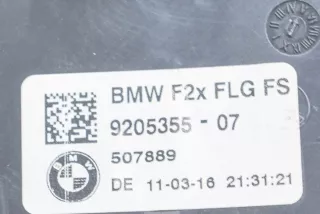 BMW F2x FLG FS
9205355 - 07
507889
DE 11-03-16 21:31:21